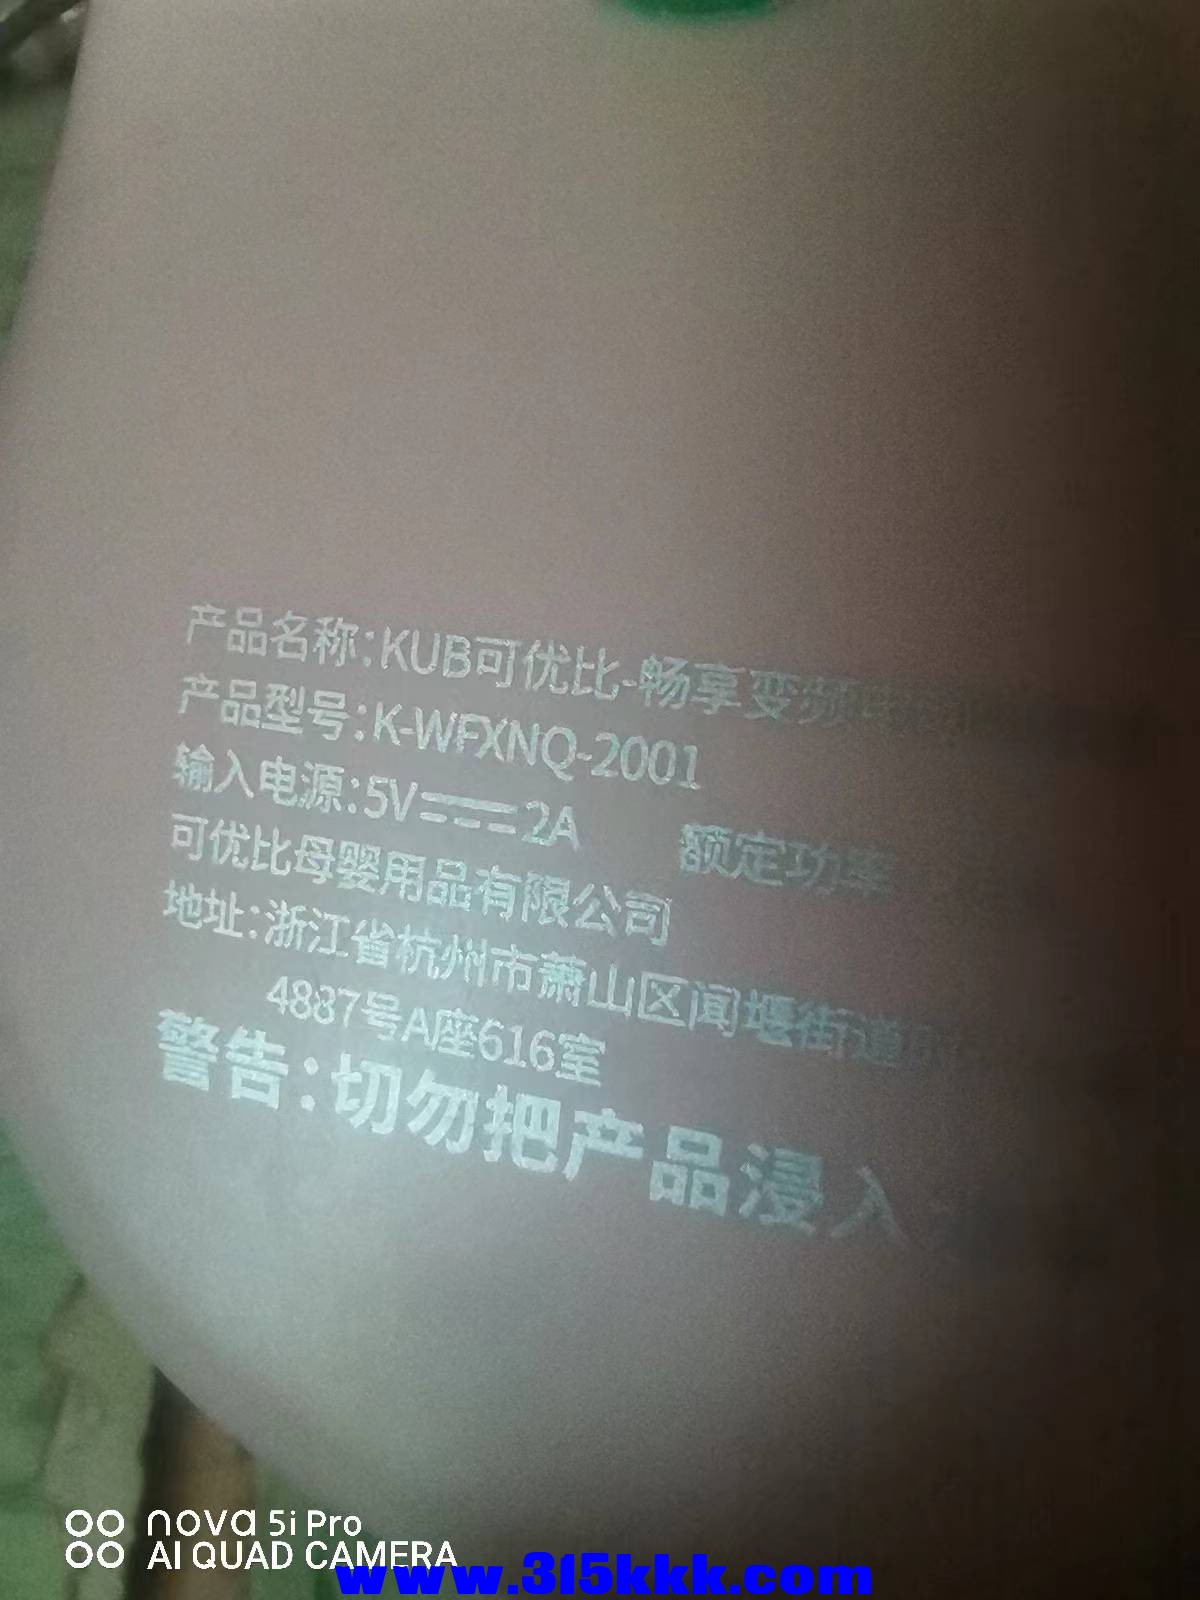 产品名称:KUB可优比-畅享变频电
产品型号:K-WFXNQ-2001
输入电源:5V 2A 额定功率
可优比母婴用品有限公司
地址:浙江省杭州市萧山区闻堰街道
4887号A座616室
警告:切勿把产品浸入
nova 5i Pro
AI QUAD CAMERA
www.315kkk.com